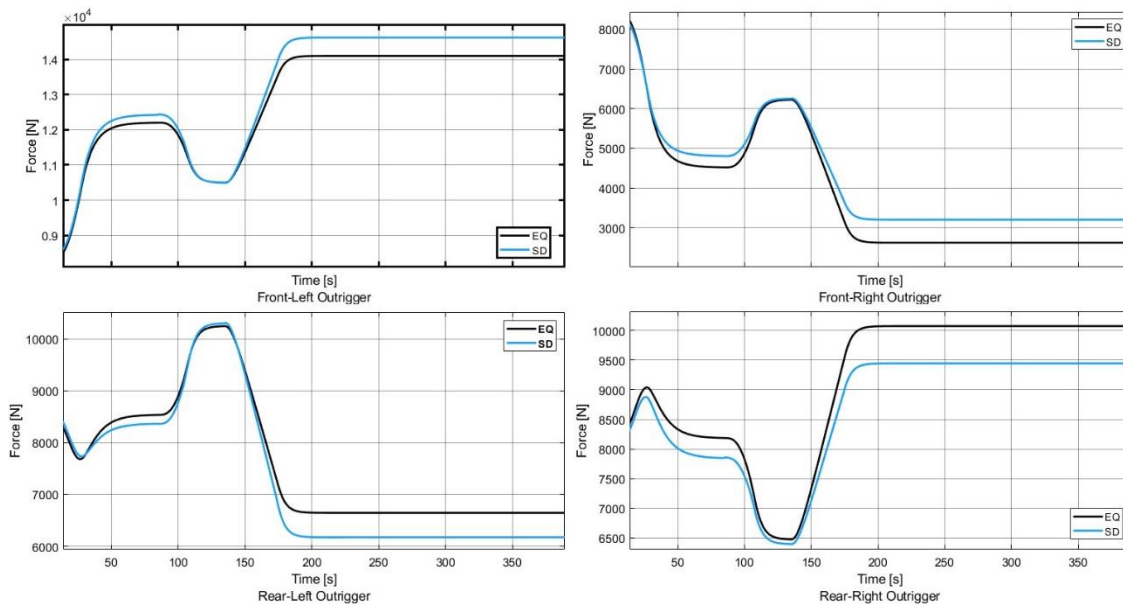 ×10⁴
1.4
1.3
1.2
1.1
1
0.9
Force [N]
EQ
SD
Time [s]
Front-Left Outrigger
8000
7000
6000
5000
4000
3000
Force [N]
EQ
SD
Time [s]
Front-Right Outrigger
10000
9000
8000
7000
6000
Force [N]
EQ
SD
50 100 150 200 250 300 350
Time [s]
Rear-Left Outrigger
10000
9500
9000
8500
8000
7500
7000
6500
Force [N]
EQ
SD
50 100 150 200 250 300 350
Time [s]
Rear-Right Outrigger